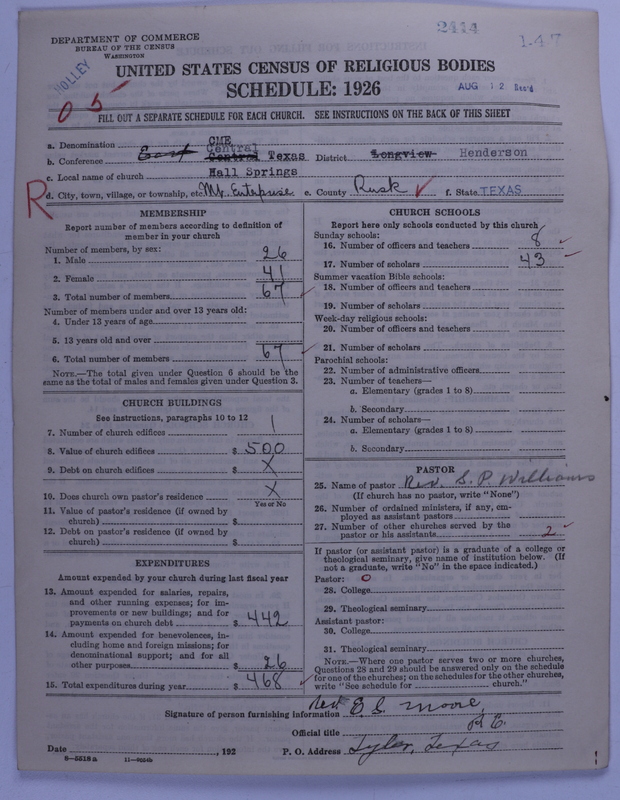 2414
1.47
DEPARTMENT OF COMMERCE
BUREAU OF THE CENSUS
WASHINGTON
HOLLEY
05
UNITED STATES CENSUS OF RELIGIOUS BODIES
SCHEDULE: 1926
AUG 12 Rec'd
FILL OUT A SEPARATE SCHEDULE FOR EACH CHURCH. SEE INSTRUCTIONS ON THE BACK OF THIS SHEET
a. Denomination CME
b. Conference East Central Central Texas District Longview Henderson
c. Local name of church Hall Springs
R
d. City, town, village, or township, etc. Mt. Enterprise e. County Rusk f. State TEXAS
MEMBERSHIP
Report number of members according to definition of
member in your church
Number of members, by sex:
1. Male 26
2. Female 41
3. Total number of members 67
Number of members under and over 13 years old:
4. Under 13 years of age
5. 13 years old and over
6. Total number of members 67
NOTE.—The total given under Question 6 should be the
same as the total of males and females given under Question 3.
CHURCH BUILDINGS
See instructions, paragraphs 10 to 12
7. Number of church edifices 1
8. Value of church edifices $ 500
9. Debt on church edifices $ X
10. Does church own pastor's residence X
Yes or No
11. Value of pastor's residence (if owned by
church) $
12. Debt on pastor's residence (if owned by
church) $
EXPENDITURES
Amount expended by your church during last fiscal year
13. Amount expended for salaries, repairs,
and other running expenses; for im-
provements or new buildings; and for
payments on church debt $ 442
14. Amount expended for benevolences, in-
cluding home and foreign missions; for
denominational support; and for all
other purposes $ 26
15. Total expenditures during year $ 468
CHURCH SCHOOLS
Report here only schools conducted by this church
Sunday schools:
16. Number of officers and teachers 8
17. Number of scholars 43
Summer vacation Bible schools:
18. Number of officers and teachers
19. Number of scholars
Week-day religious schools:
20. Number of officers and teachers
21. Number of scholars
Parochial schools:
22. Number of administrative officers
23. Number of teachers—
a. Elementary (grades 1 to 8)
b. Secondary
24. Number of scholars—
a. Elementary (grades 1 to 8)
b. Secondary
PASTOR
25. Name of pastor Rev. S. P. Williams
(If church has no pastor, write "None")
26. Number of ordained ministers, if any, em-
ployed as assistant pastors
27. Number of other churches served by the
pastor or his assistants 2
If pastor (or assistant pastor) is a graduate of a college or
theological seminary, give name of institution below. (If
not a graduate, write "No" in the space indicated.)
Pastor: 0
28. College
29. Theological seminary
Assistant pastor:
30. College
31. Theological seminary
NOTE.—Where one pastor serves two or more churches,
Questions 28 and 29 should be answered only on the schedule
for one of the churches; on the schedules for the other churches,
write "See schedule for church."
Signature of person furnishing information Rev E. S. Moore
Official title P. E.
Date , 192 P. O. Address Tyler, Texas
8—5518a 11—9554b